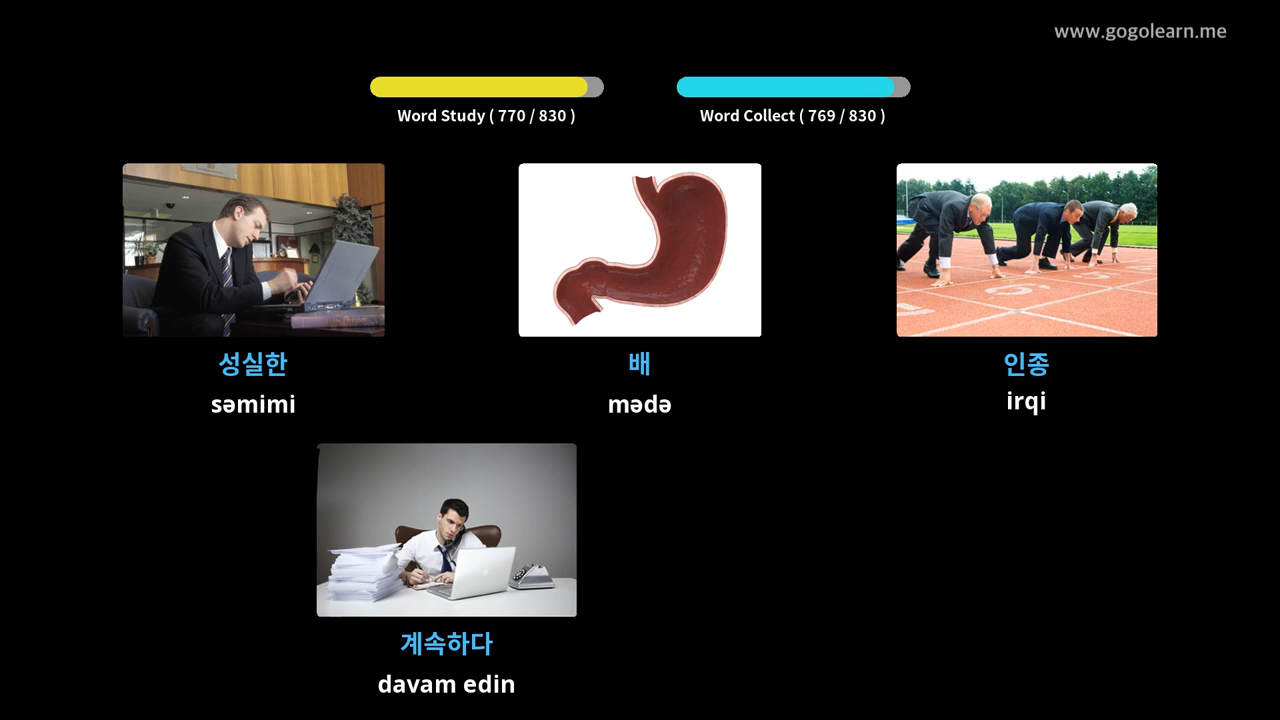 www.gogolearn.me
Word Study ( 770 / 830 )
Word Collect ( 769 / 830 )
성실한
səmimi
배
mədə
인종
irqi
계속하다
davam edin